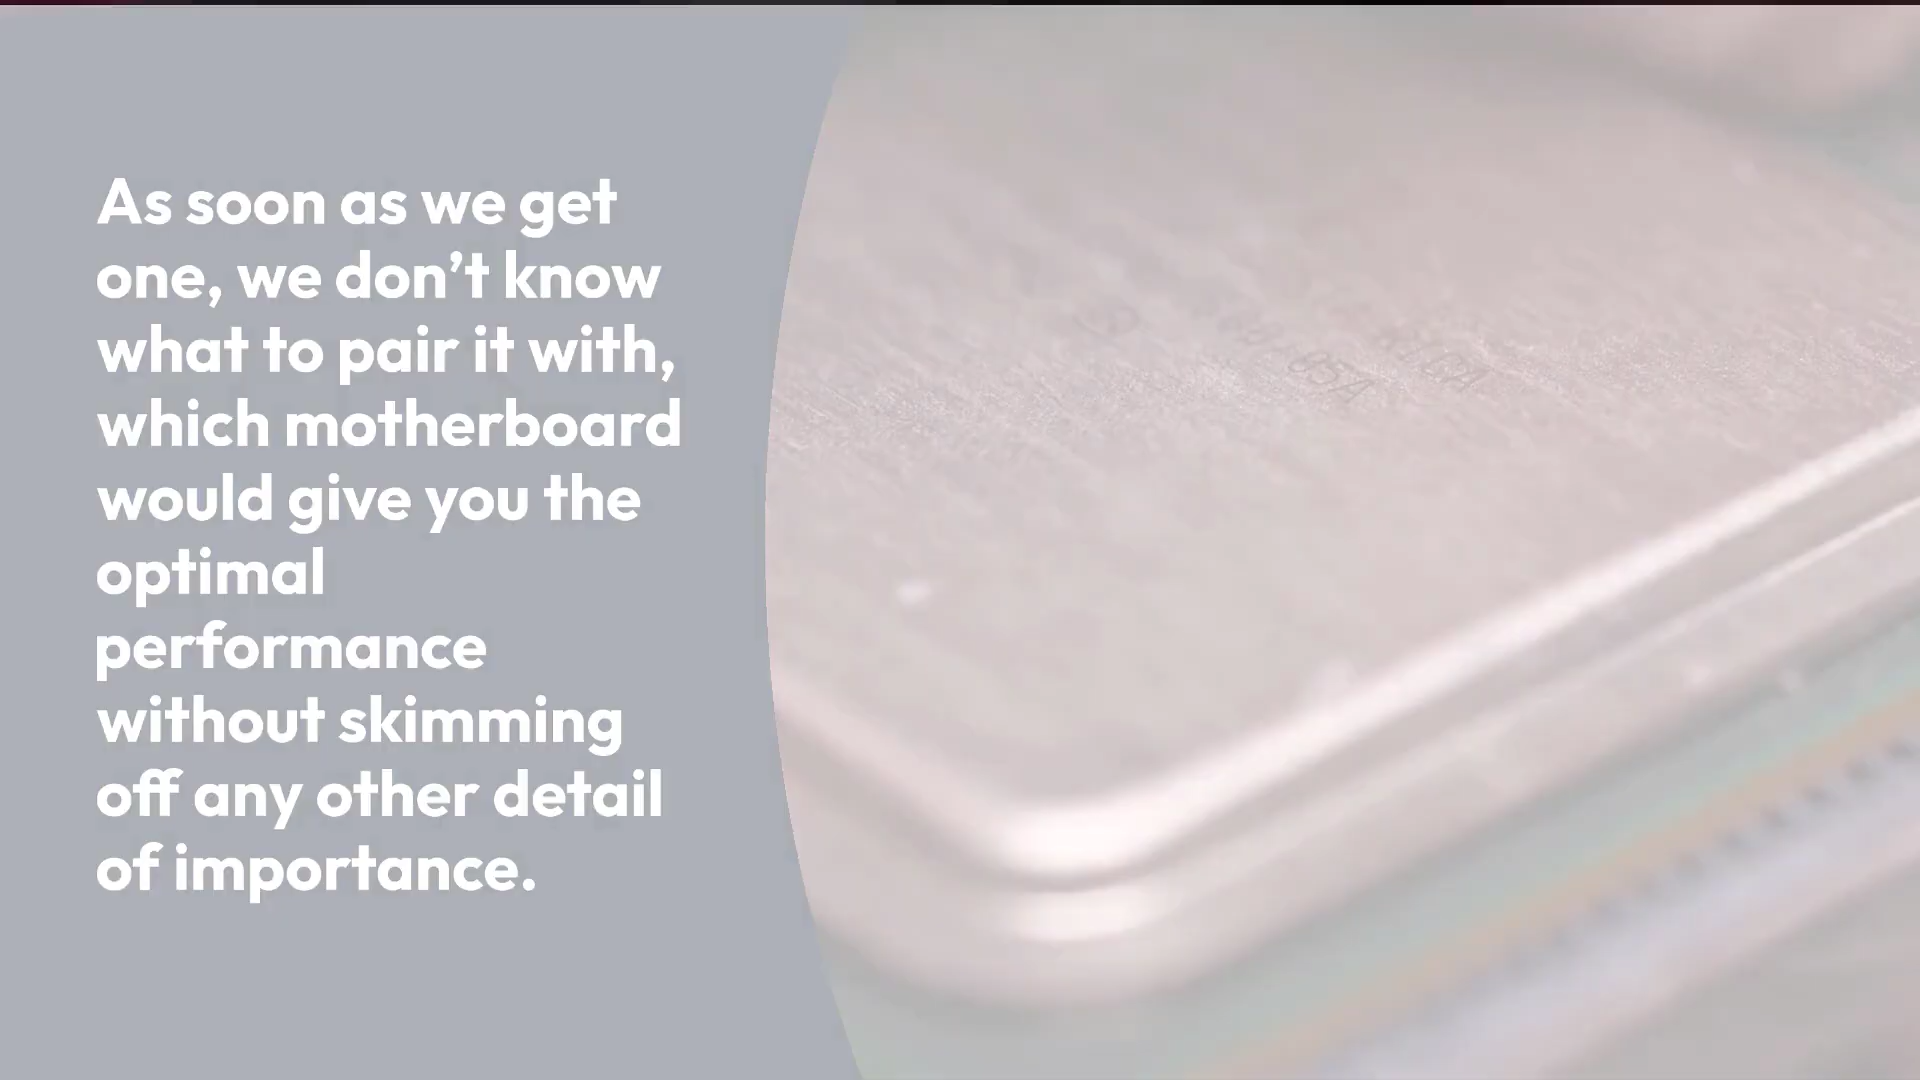 As soon as we get
one, we don’t know
what to pair it with,
which motherboard
would give you the
optimal
performance
without skimming
off any other detail
of importance.